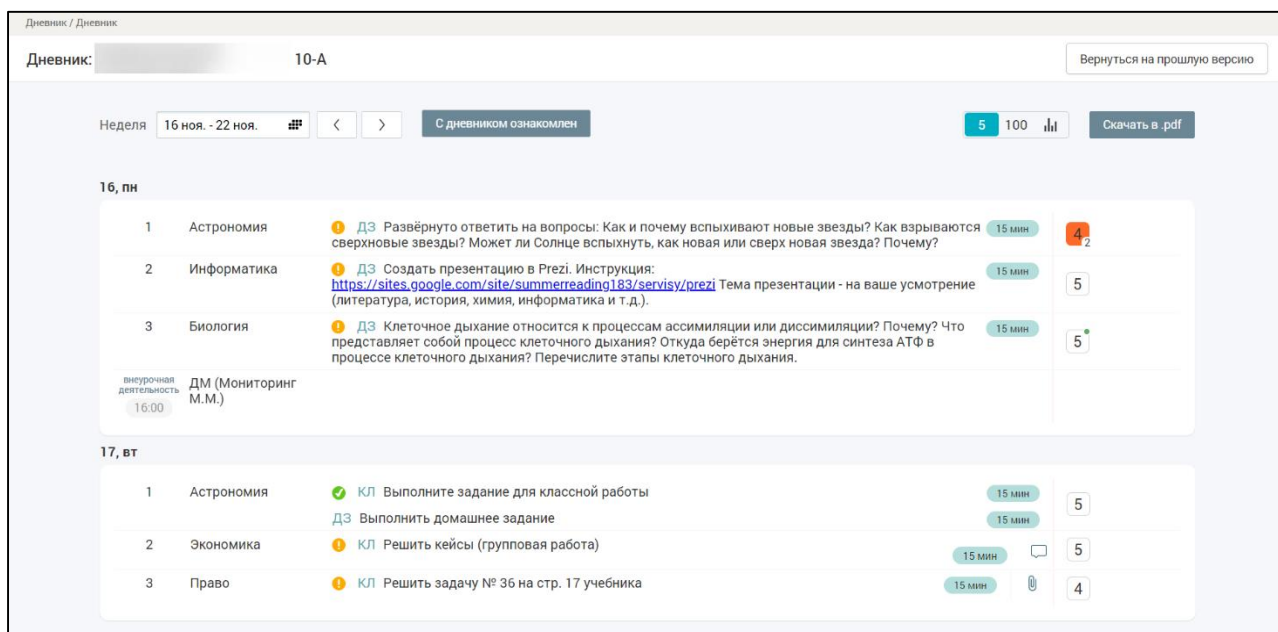 Дневник / Дневник
Дневник: 10-А Вернуться на прошлую версию
Неделя 16 ноя. - 22 ноя. С дневником ознакомлен 5 100 Скачать в .pdf
16, пн
1 Астрономия ДЗ Развёрнуто ответить на вопросы: Как и почему вспыхивают новые звезды? Как взрываются 15 мин 4 2
сверхновые звезды? Может ли Солнце вспыхнуть, как новая или сверх новая звезда? Почему?
2 Информатика ДЗ Создать презентацию в Prezi. Инструкция: 15 мин 5
https://sites.google.com/site/summerreading183/servisy/prezi Тема презентации - на ваше усмотрение
(литература, история, химия, информатика и т.д.).
3 Биология ДЗ Клеточное дыхание относится к процессам ассимиляции или диссимиляции? Почему? Что 15 мин 5
представляет собой процесс клеточного дыхания? Откуда берётся энергия для синтеза АТФ в
процессе клеточного дыхания? Перечислите этапы клеточного дыхания.
внеурочная
деятельность ДМ (Мониторинг
16:00 М.М.)
17, вт
1 Астрономия КЛ Выполните задание для классной работы 15 мин 5
ДЗ Выполнить домашнее задание 15 мин
2 Экономика КЛ Решить кейсы (групповая работа) 15 мин 5
3 Право КЛ Решить задачу № 36 на стр. 17 учебника 15 мин 4